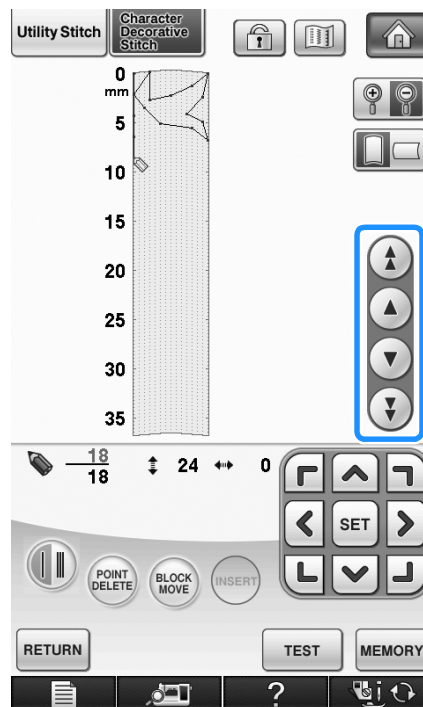 Utility Stitch
Character
Decorative
Stitch
0
mm
5
10
15
20
25
30
35
18
18
24
0
SET
POINT
DELETE
BLOCK
MOVE
INSERT
RETURN
TEST
MEMORY
?